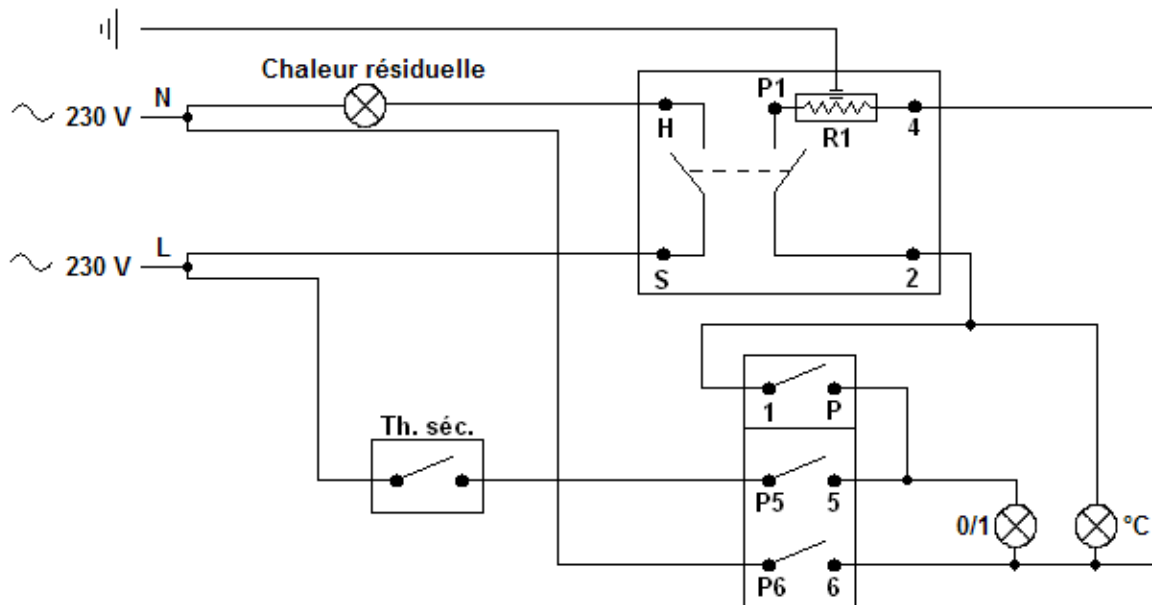 Chaleur résiduelle
N
230 V
H
P1
R1
4
L
230 V
S
2
1
P
Th. séc.
P5
5
0/1
°C
P6
6